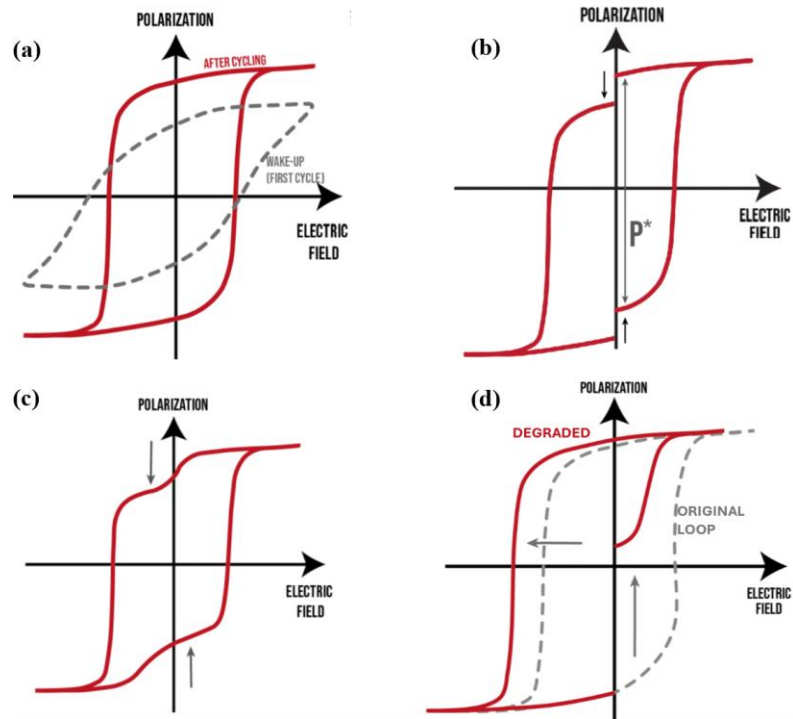 (a)
POLARIZATION
AFTER CYCLING
WAKE-UP
(FIRST CYCLE)
ELECTRIC
FIELD
(b)
POLARIZATION
P*
ELECTRIC
FIELD
(c)
POLARIZATION
ELECTRIC
FIELD
(d)
POLARIZATION
DEGRADED
ORIGINAL
LOOP
ELECTRIC
FIELD